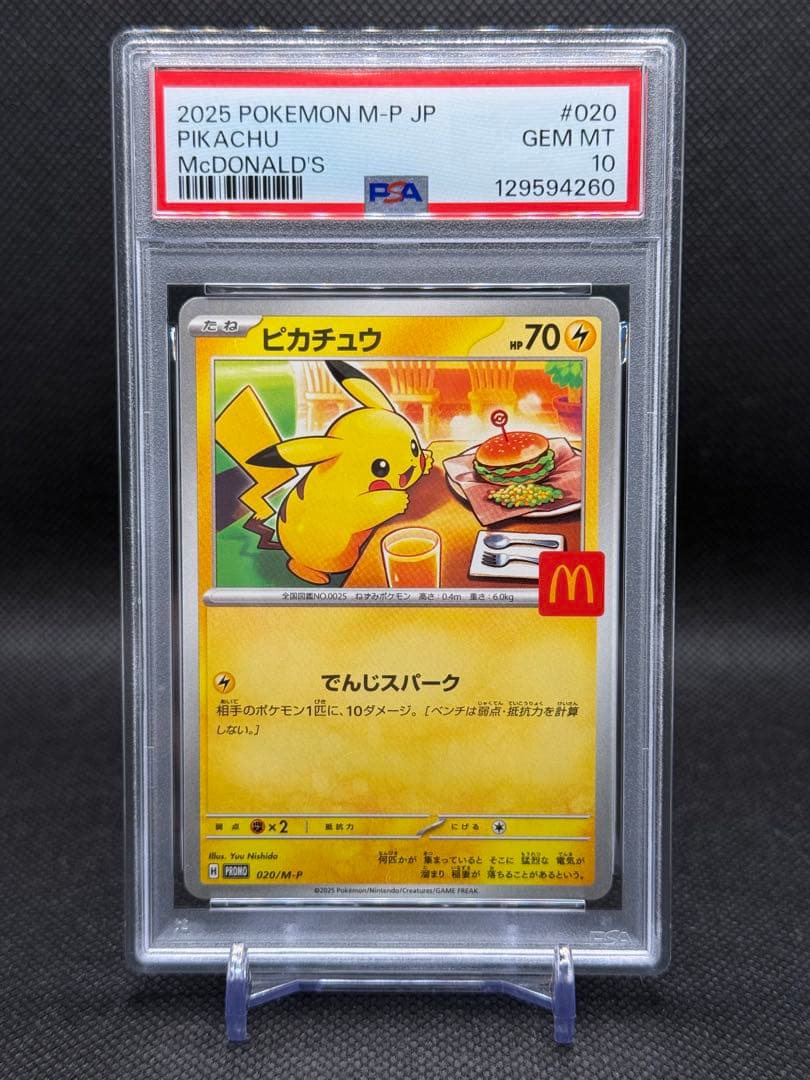 2025 POKEMON M-P JP #020
PIKACHU GEM MT
McDONALD'S 10
PSA 129594260
たね ピカチュウ HP 70
全国図鑑NO.0025 ねずみポケモン 高さ:0.4m 重さ:6.0kg
でんじスパーク
相手のポケモン1匹に、10ダメージ。[ベンチは弱点・抵抗力を計算
しない。]
弱点 ×2 抵抗力 にげる
Illus. Yuu Nishida
何匹かが 集まっていると そこに 猛烈な 電気が
溜まり 稲妻が 落ちることがあるという。
H PROMO 020/M-P
©2025 Pokémon/Nintendo/Creatures/GAME FREAK.
PSA